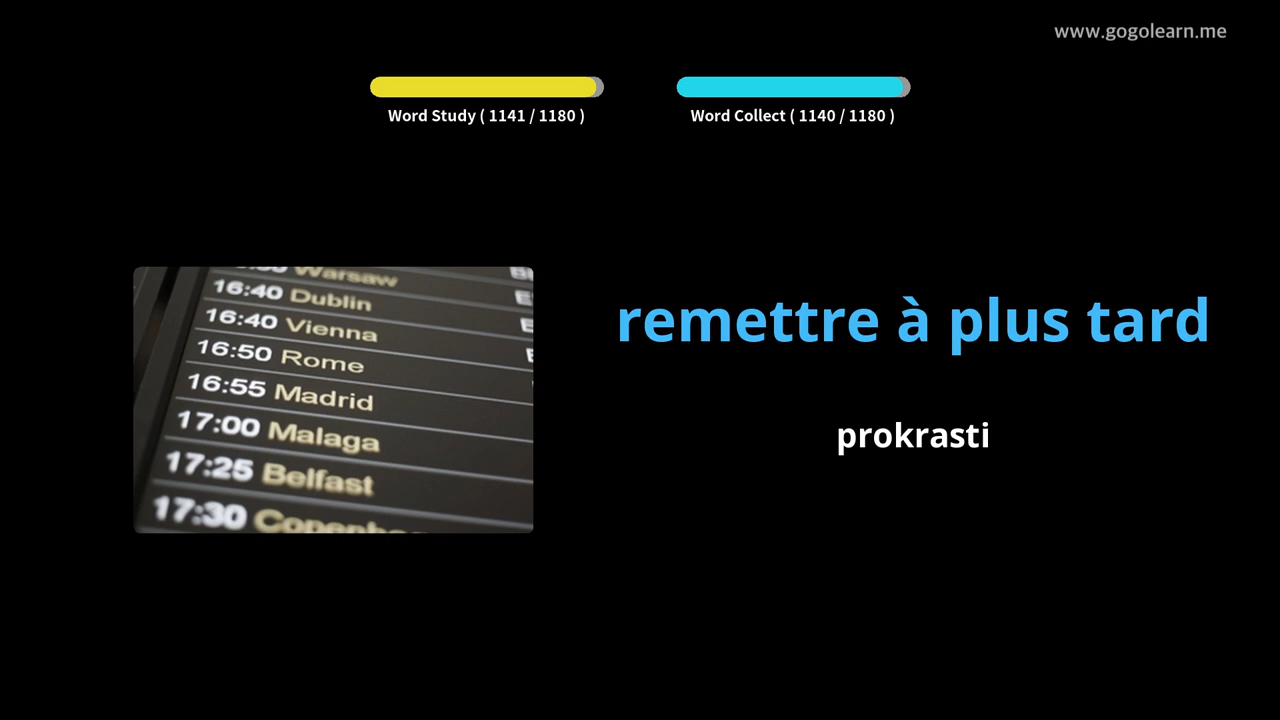 www.gogolearn.me
Word Study ( 1141 / 1180 )
Word Collect ( 1140 / 1180 )
Warsaw
16:40 Dublin
16:40 Vienna
16:50 Rome
16:55 Madrid
17:00 Malaga
17:25 Belfast
17:30
remettre à plus tard
prokrasti